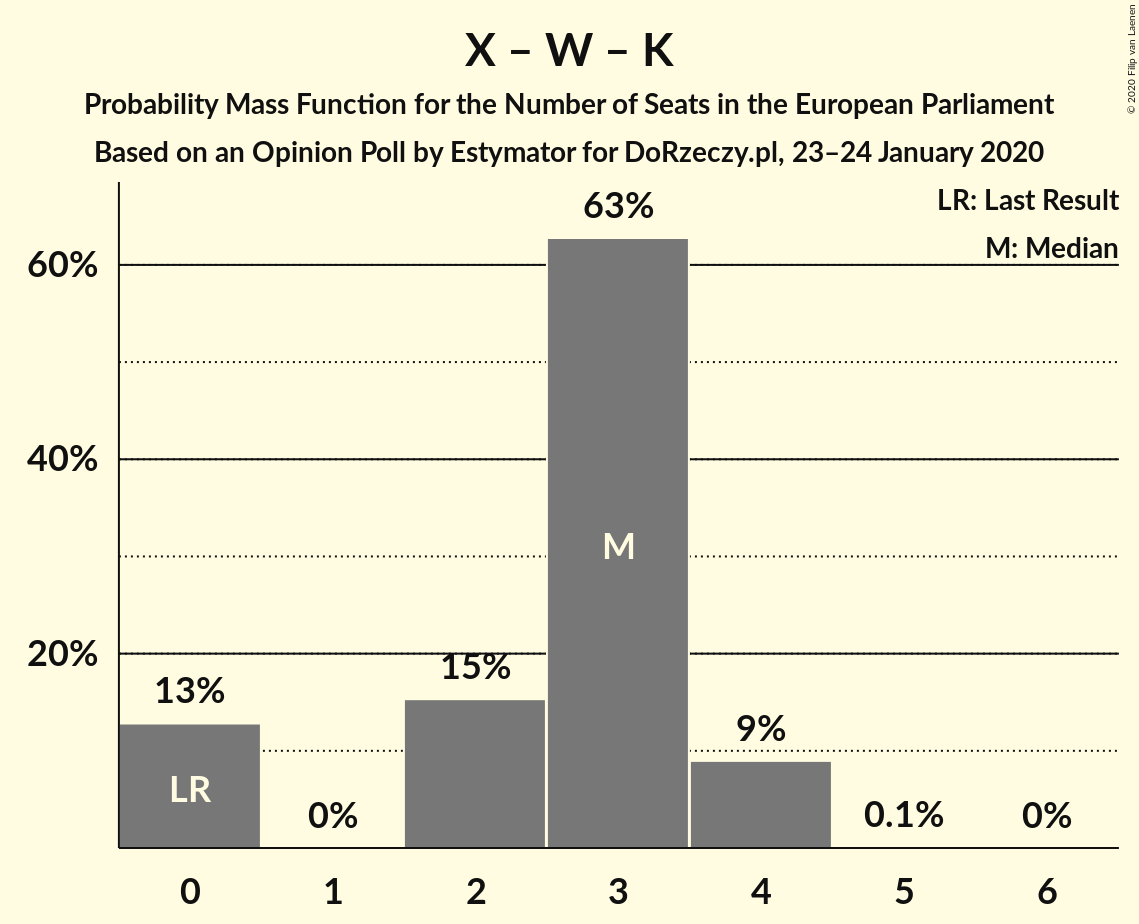 X – W – K
Probability Mass Function for the Number of Seats in the European Parliament
Based on an Opinion Poll by Estymator for DoRzeczy.pl, 23–24 January 2020
© 2020 Filip van Laenen
LR: Last Result
M: Median
60%
40%
20%
13%
0%
15%
63%
9%
0.1%
0%
LR
M
0 1 2 3 4 5 6